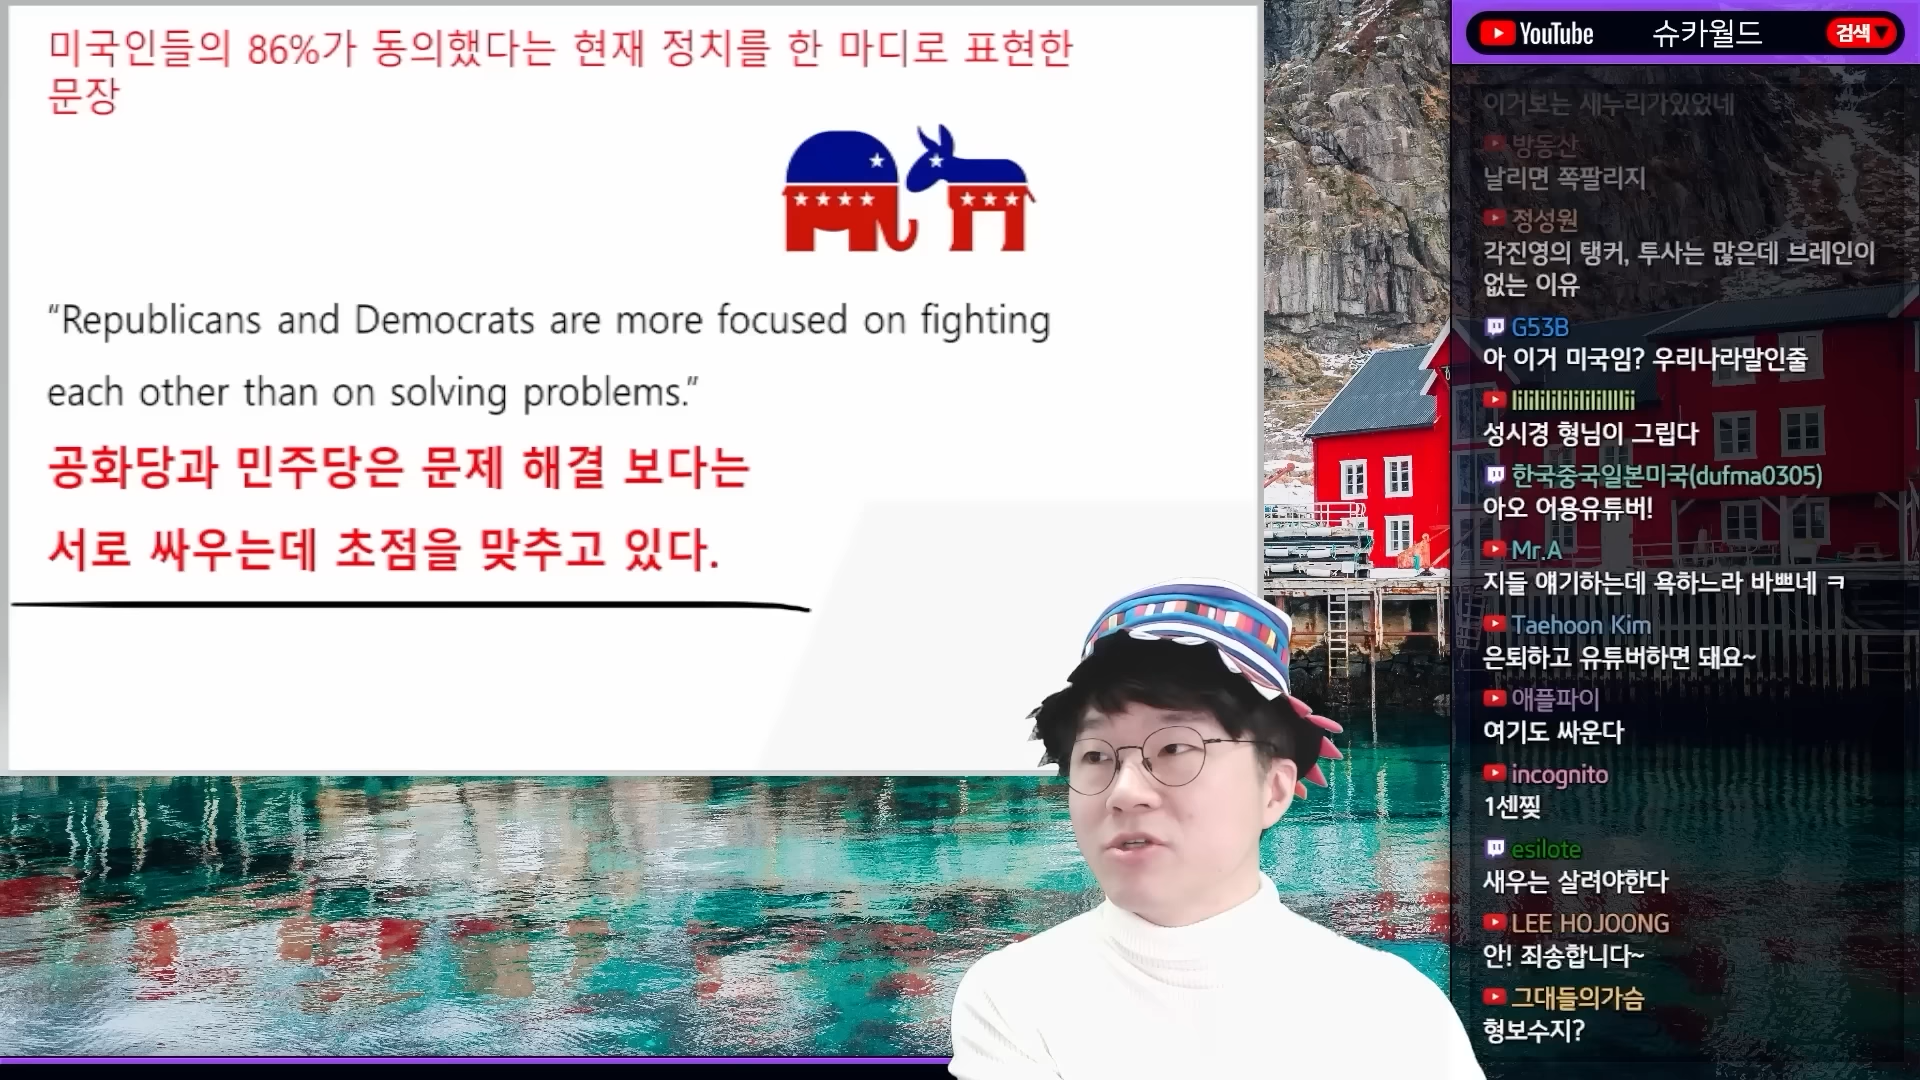 미국인들의 86%가 동의했다는 현재 정치를 한 마디로 표현한
문장
“Republicans and Democrats are more focused on fighting
each other than on solving problems.”
공화당과 민주당은 문제 해결 보다는
서로 싸우는데 초점을 맞추고 있다.
YouTube 슈카월드 검색
이거보는 새누리가있었네
방동산
날리면 쪽팔리지
정성원
각진영의 탱커, 투사는 많은데 브레인이
없는 이유
G53B
아 이거 미국임? 우리나라말인줄
성시경 형님이 그립다
한국중국일본미국(dufma0305)
아오 어용유튜버!
Mr.A
지들 얘기하는데 욕하느라 바쁘네 ㅋ
Taehoon Kim
은퇴하고 유튜버하면 돼요~
애플파이
여기도 싸운다
incognito
1센찢
esilote
새우는 살려야한다
LEE HOJOONG
안! 죄송합니다~
그대들의가슴
형보수지?